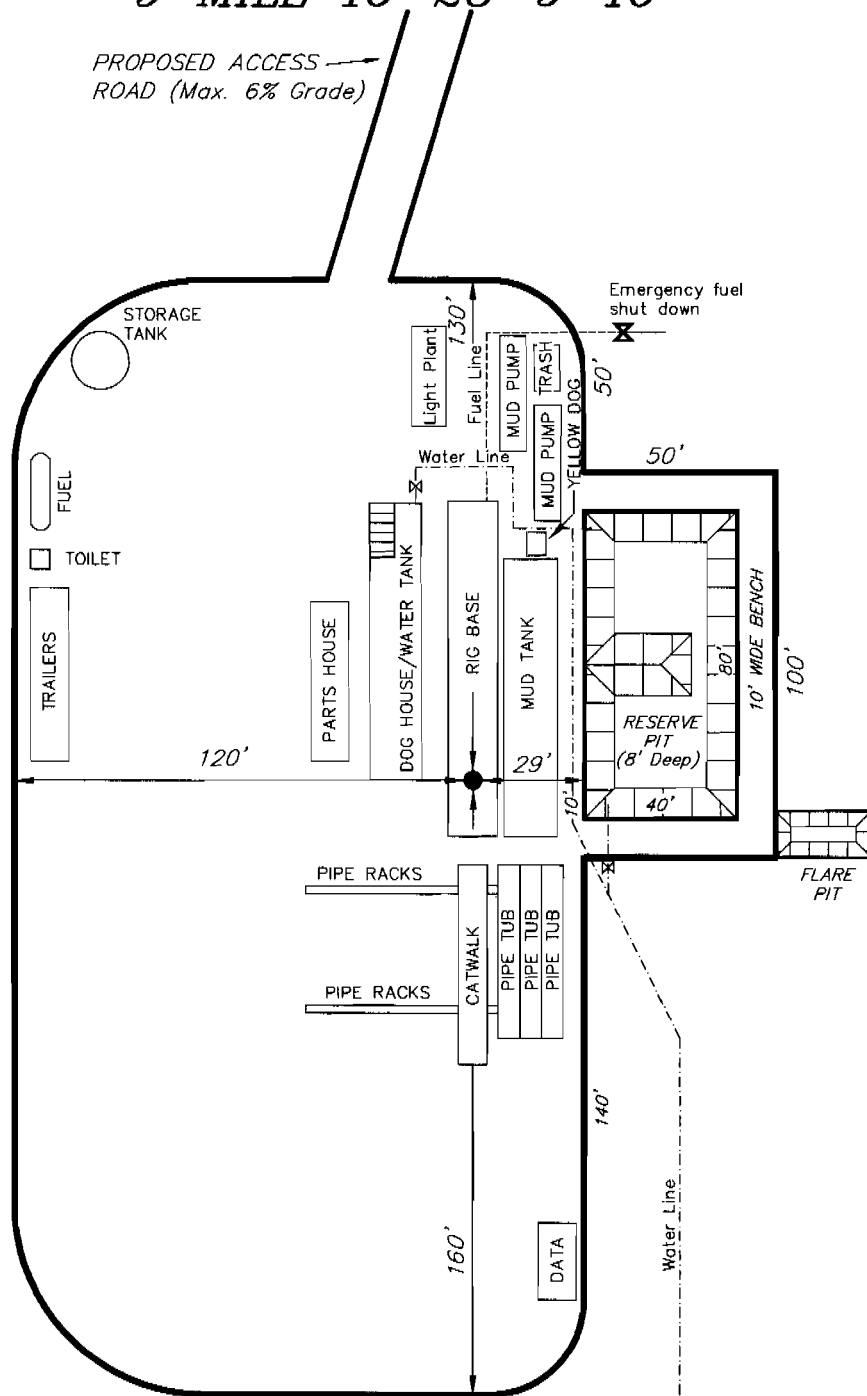 PROPOSED ACCESS
ROAD (Max. 6% Grade)
STORAGE
TANK
130'
Emergency fuel
shut down
Light Plant
Fuel Line
MUD PUMP
TRASH
50'
MUD PUMP
YELLOW DOG
Water Line
50'
FUEL
TOILET
TRAILERS
PARTS HOUSE
DOG HOUSE/WATER TANK
RIG BASE
MUD TANK
80'
10' WIDE BENCH
100'
RESERVE
PIT
(8' Deep)
120'
29'
10'
40'
FLARE
PIT
PIPE RACKS
CATWALK
PIPE TUB
PIPE TUB
PIPE TUB
PIPE RACKS
140'
160'
DATA
Water Line